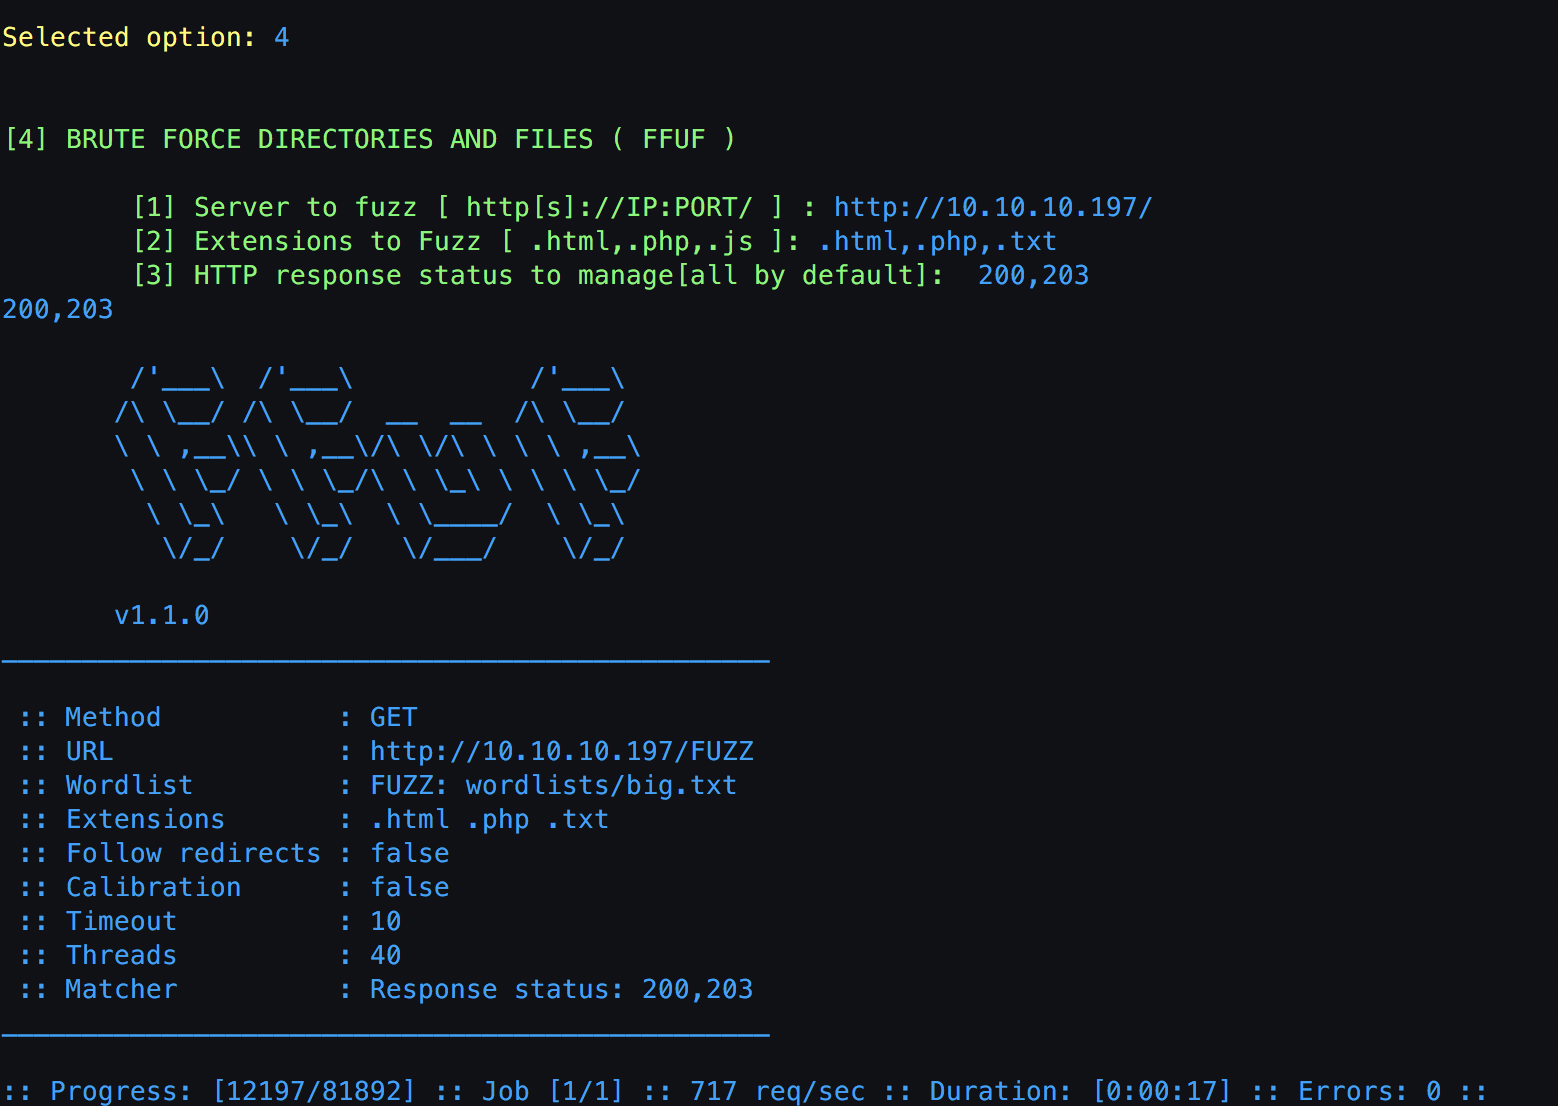 Selected option: 4
[4] BRUTE FORCE DIRECTORIES AND FILES ( FFUF )
[1] Server to fuzz [ http[s]://IP:PORT/ ] : http://10.10.10.197/
[2] Extensions to Fuzz [ .html,.php,.js ]: .html,.php,.txt
[3] HTTP response status to manage[all by default]:  200,203
200,203
        /'___\  /'___\           /'___\
       /\ \__/ /\ \__/  __  __  /\ \__/
       \ \ ,__\\ \ ,__\/\ \/\ \ \ \ ,__\
        \ \ \_/ \ \ \_/\ \ \_\ \ \ \ \_/
         \ \_\   \ \_\  \ \____/  \ \_\
          \/_/    \/_/   \/___/    \/_/
v1.1.0
________________________________________________
:: Method           : GET
:: URL              : http://10.10.10.197/FUZZ
:: Wordlist         : FUZZ: wordlists/big.txt
:: Extensions       : .html .php .txt
:: Follow redirects : false
:: Calibration      : false
:: Timeout          : 10
:: Threads          : 40
:: Matcher          : Response status: 200,203
________________________________________________
:: Progress: [12197/81892] :: Job [1/1] :: 717 req/sec :: Duration: [0:00:17] :: Errors: 0 ::